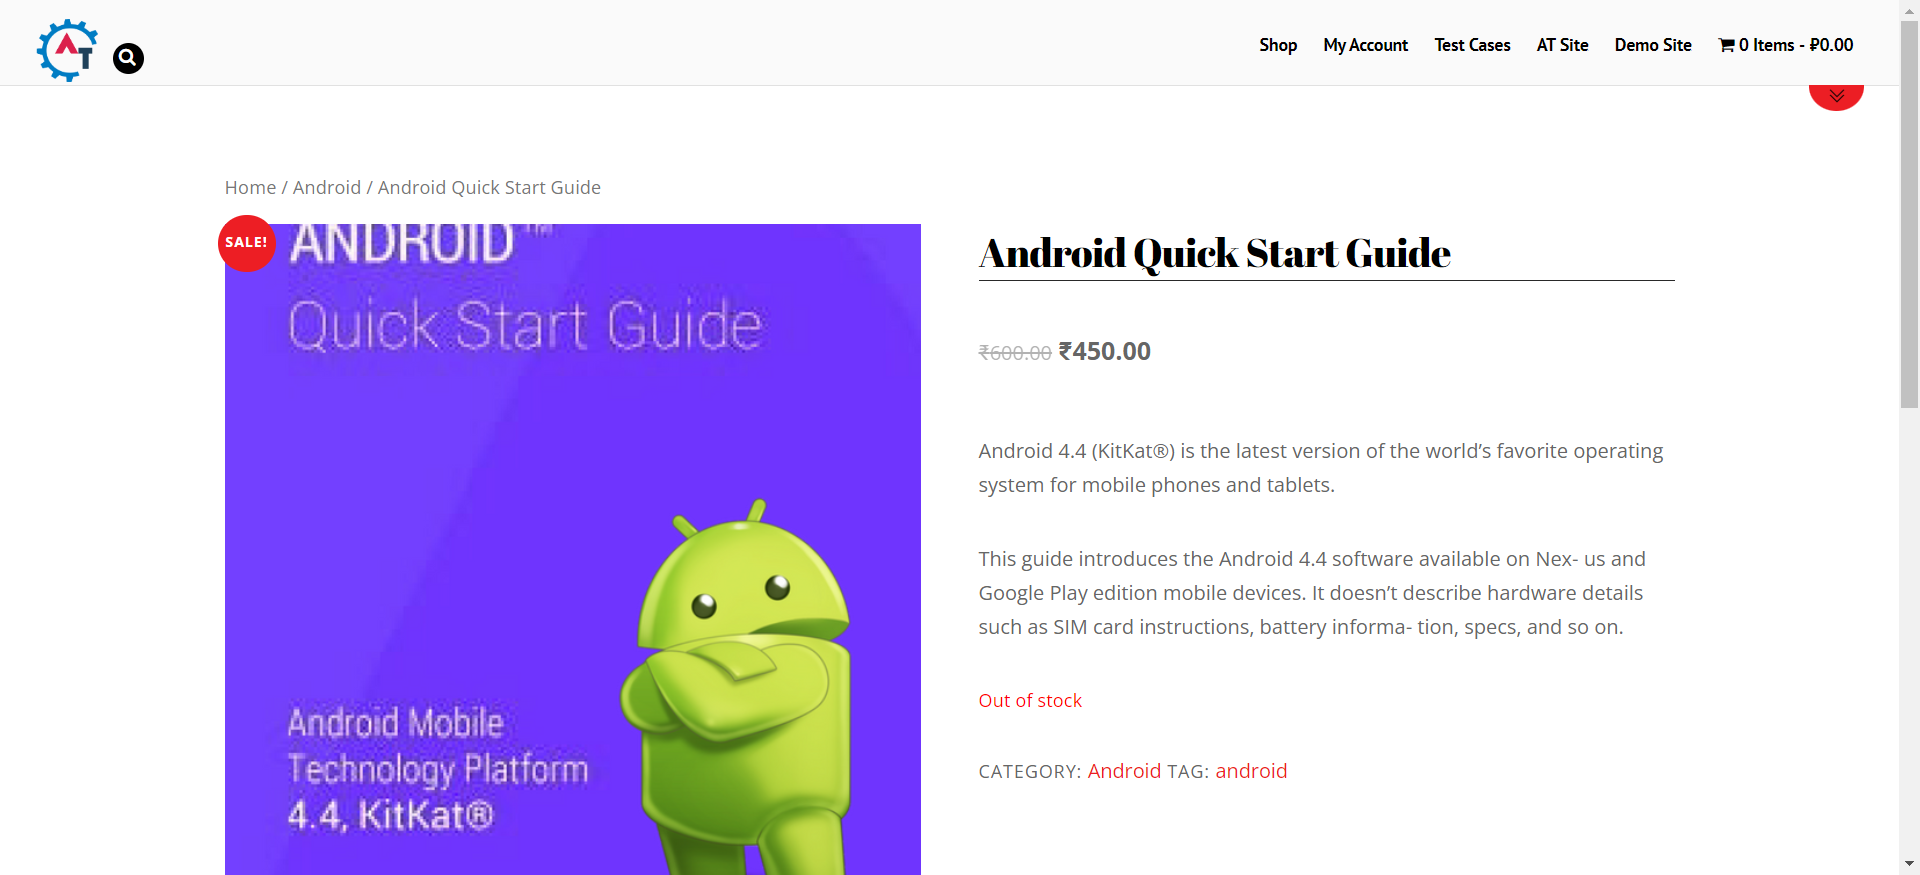 AT
Shop
My Account
Test Cases
AT Site
Demo Site
0 Items - ₽0.00
Home / Android / Android Quick Start Guide
SALE!
ANDROID™
Quick Start Guide
Android Mobile
Technology Platform
4.4, KitKat®
Android Quick Start Guide
₹600.00 ₹450.00
Android 4.4 (KitKat®) is the latest version of the world’s favorite operating
system for mobile phones and tablets.
This guide introduces the Android 4.4 software available on Nex- us and
Google Play edition mobile devices. It doesn’t describe hardware details
such as SIM card instructions, battery informa- tion, specs, and so on.
Out of stock
CATEGORY: Android TAG: android